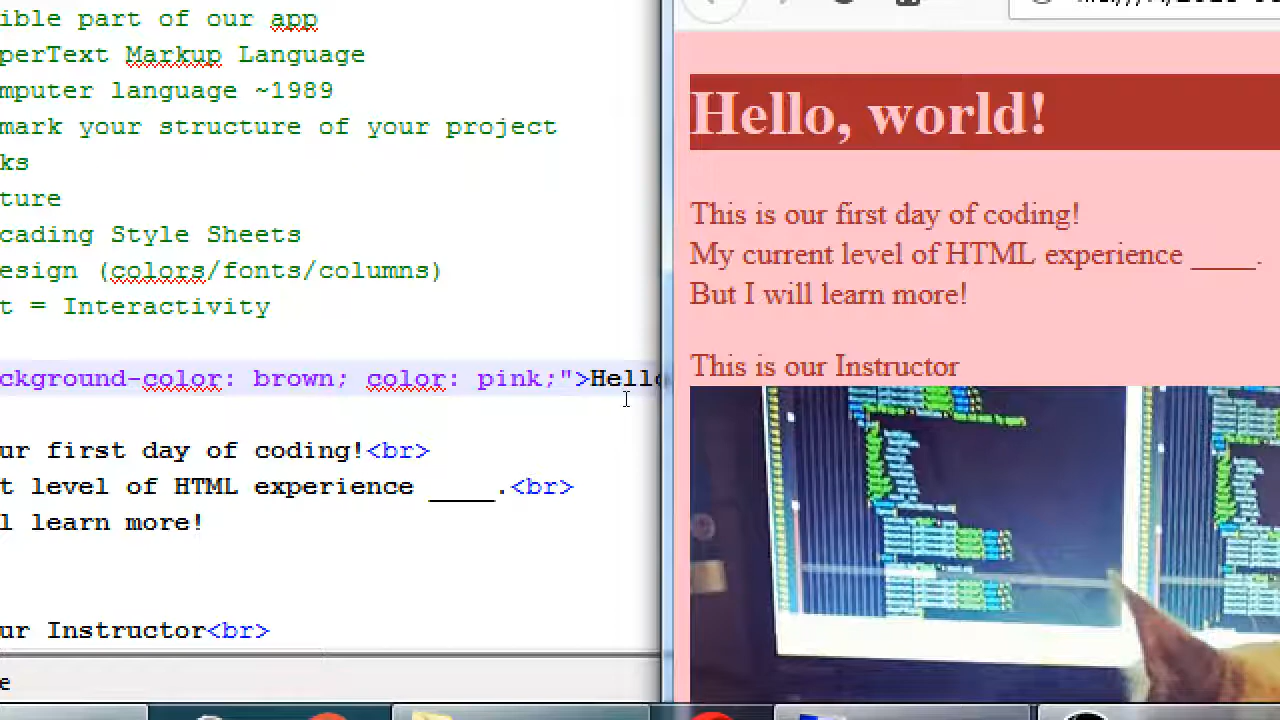 ible part of our app
perText Markup Language
mputer language ~1989
mark your structure of your project
ks
ture
cading Style Sheets
esign (colors/fonts/columns)
t = Interactivity
ckground-color: brown; color: pink;">Hello
ur first day of coding!<br>
t level of HTML experience ____.<br>
l learn more!
ur Instructor<br>
e
Hello, world!
This is our first day of coding!
My current level of HTML experience ____.
But I will learn more!
This is our Instructor